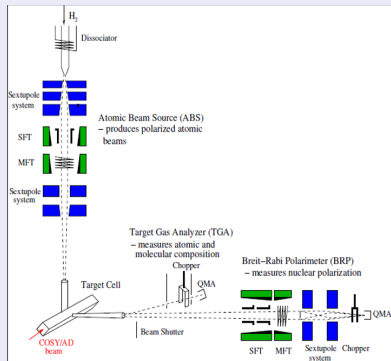 H2
Dissociator
Sextupole
system
Atomic Beam Source (ABS)
– produces polarized atomic
beams
SFT
MFT
Sextupole
system
Target Gas Analyzer (TGA)
– measures atomic and
molecular composition
Chopper
QMA
Breit-Rabi Polarimeter (BRP)
– measures nuclear polarization
Target Cell
QMA
Beam Shutter
COSY/AD
beam
SFT
MFT
Sextupole
system
Chopper